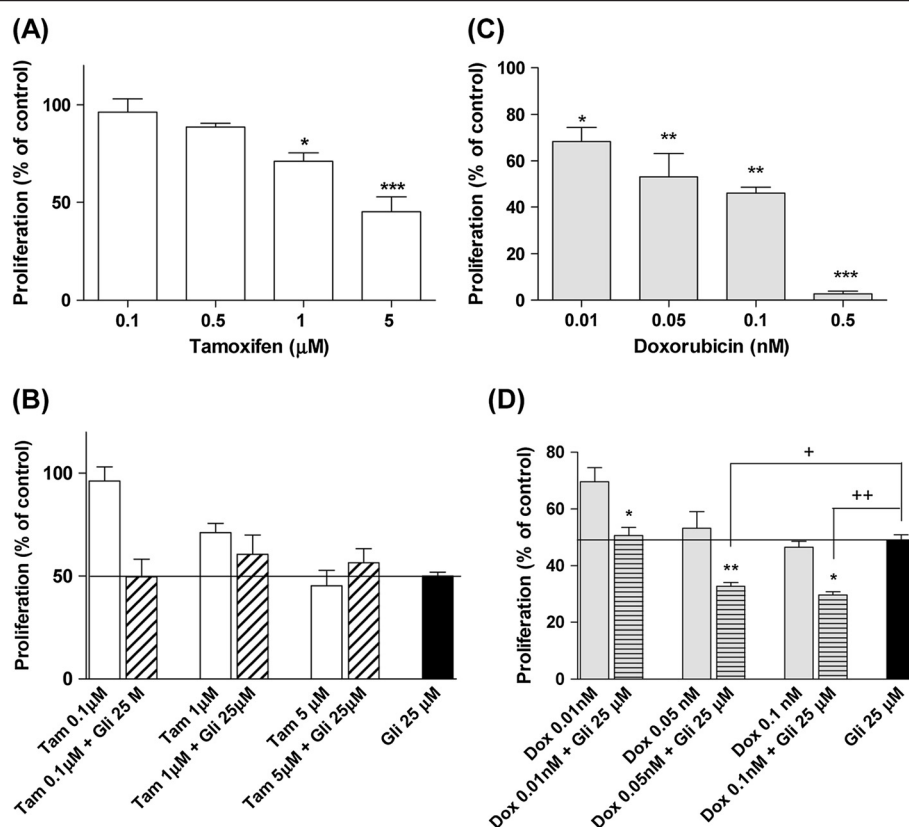 (A)
Proliferation (% of control)
100
50
0
*
***
0.1 0.5 1 5
Tamoxifen (μM)
(C)
Proliferation (% of control)
100
80
60
40
20
0
*
**
**
***
0.01 0.05 0.1 0.5
Doxorubicin (nM)
(B)
Proliferation (% of control)
100
50
0
Tam 0.1μM
Tam 0.1μM + Gli 25 M
Tam 1μM
Tam 1μM + Gli 25μM
Tam 5 μM
Tam 5μM + Gli 25μM
Gli 25 μM
(D)
Proliferation (% of control)
80
60
40
20
0
*
**
*
+
++
Dox 0.01nM
Dox 0.01nM + Gli 25 μM
Dox 0.05 nM
Dox 0.05nM + Gli 25 μM
Dox 0.1 nM
Dox 0.1nM + Gli 25 μM
Gli 25 μM